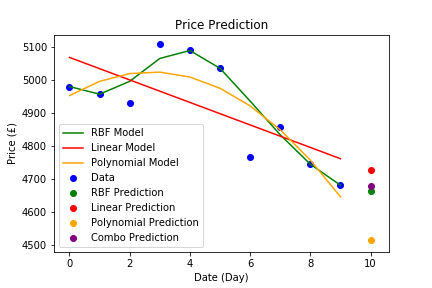 Price Prediction
5100
5000
4900
4800
4700
4600
4500
Price (£)
RBF Model
Linear Model
Polynomial Model
Data
RBF Prediction
Linear Prediction
Polynomial Prediction
Combo Prediction
0 2 4 6 8 10
Date (Day)